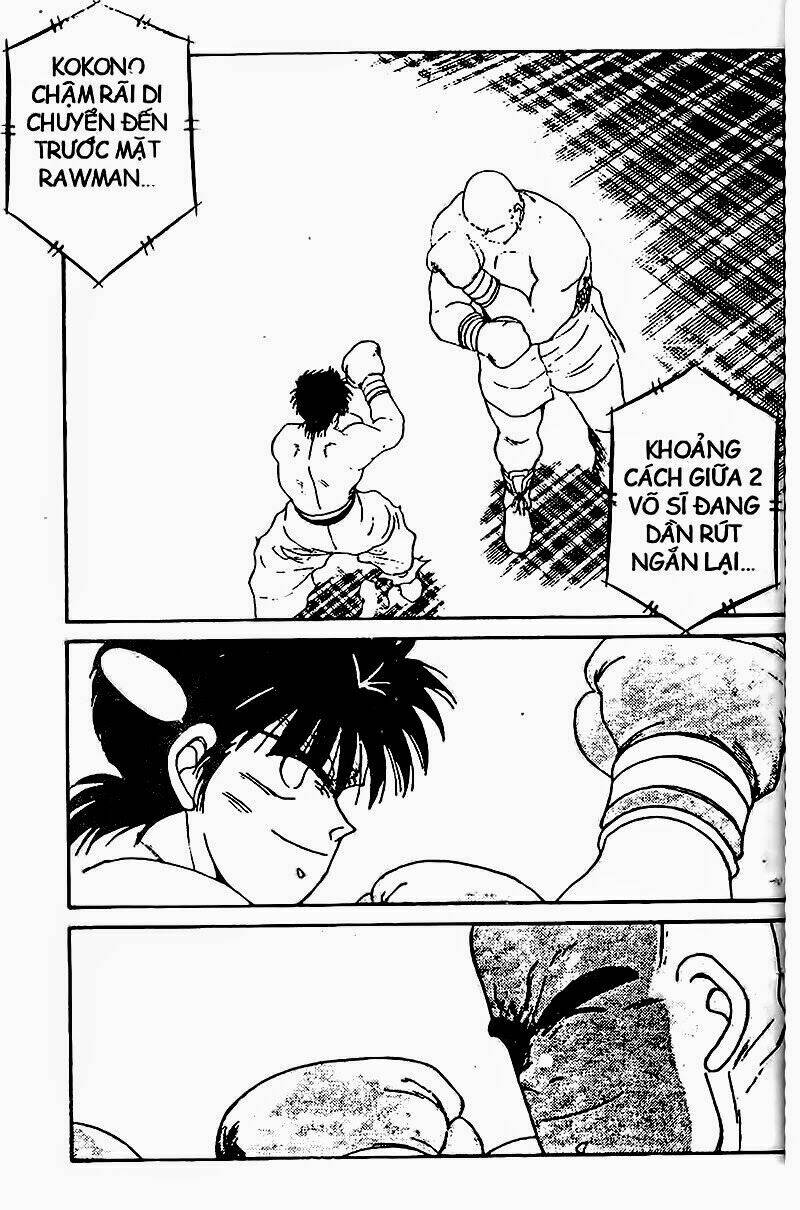 KOKONO
CHẬM RÃI DI
CHUYỂN ĐẾN
TRƯỚC MẶT
RAWMAN...
KHOẢNG
CÁCH GIỮA 2
VÕ SĨ ĐANG
DẦN RÚT
NGẮN LẠI...